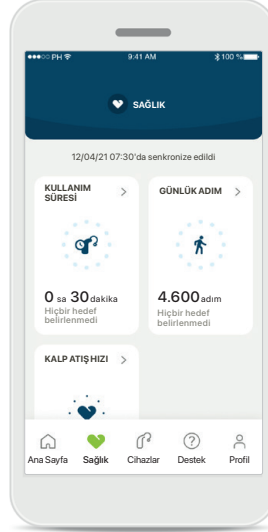 PH 9:41 AM 100 %
SAĞLIK
12/04/21 07:30'da senkronize edildi
KULLANIM
SÜRESİ
GÜNLÜK ADIM
0 sa 30 dakika
Hiçbir hedef
belirlenmedi
4.600 adım
Hiçbir hedef
belirlenmedi
KALP ATIŞ HIZI
Ana Sayfa Sağlık Cihazlar Destek Profil